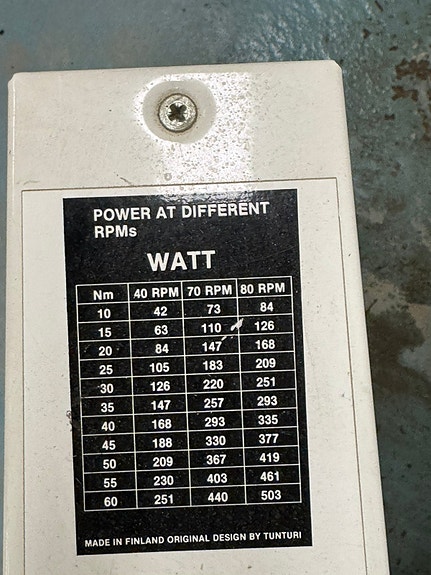 POWER AT DIFFERENT
RPMs
WATT
Nm 40 RPM 70 RPM 80 RPM
10 42 73 84
15 63 110 126
20 84 147 168
25 105 183 209
30 126 220 251
35 147 257 293
40 168 293 335
45 188 330 377
50 209 367 419
55 230 403 461
60 251 440 503
MADE IN FINLAND ORIGINAL DESIGN BY TUNTURI